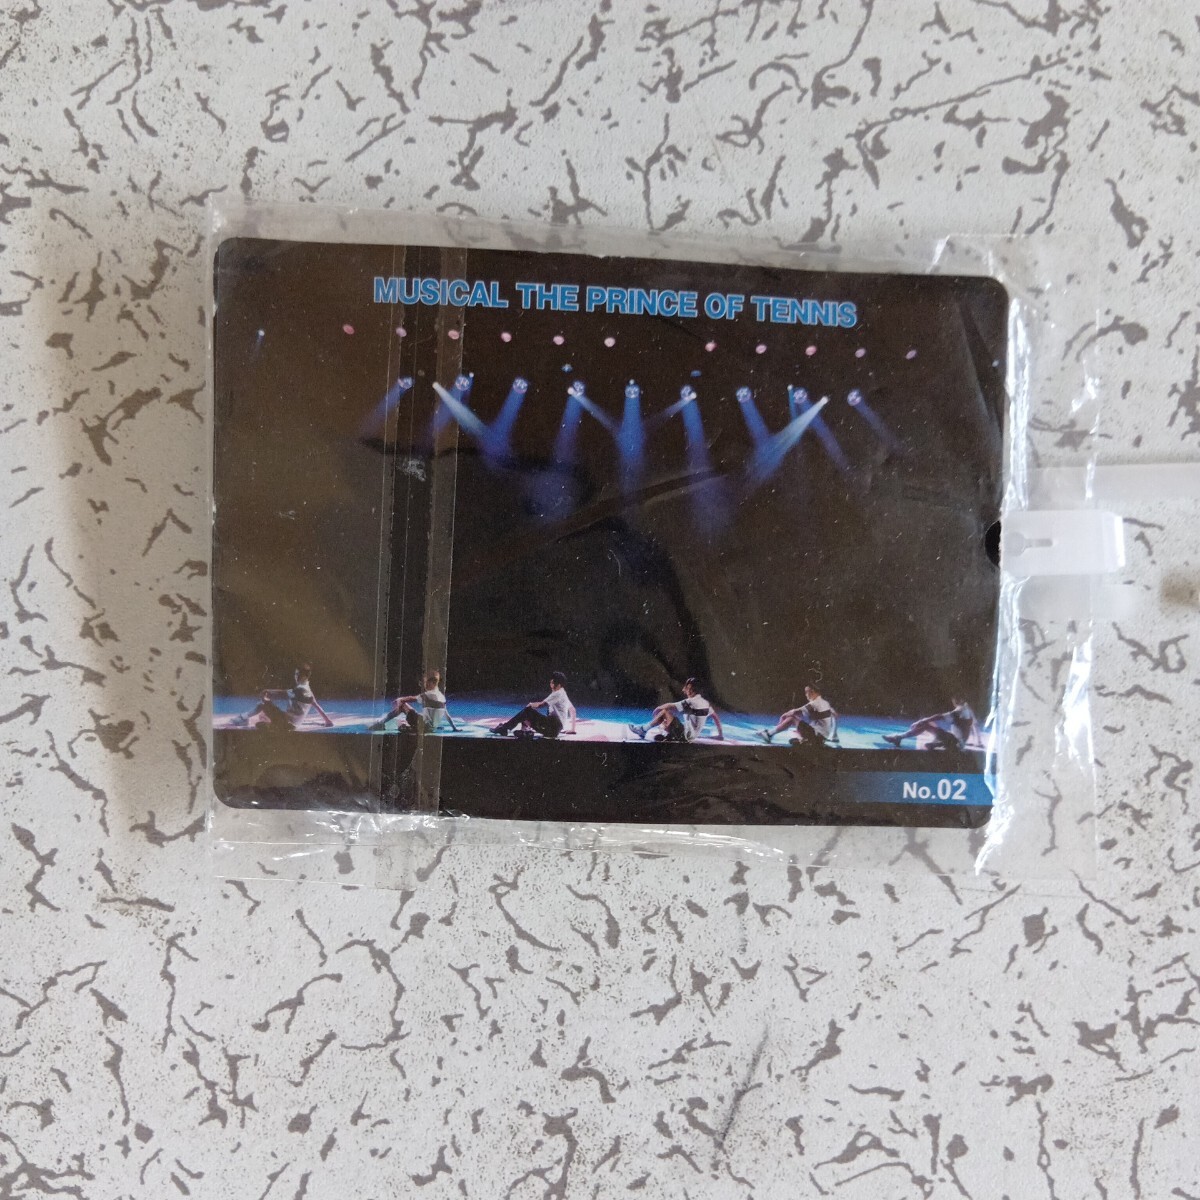 MUSICAL THE PRINCE OF TENNIS
No.02